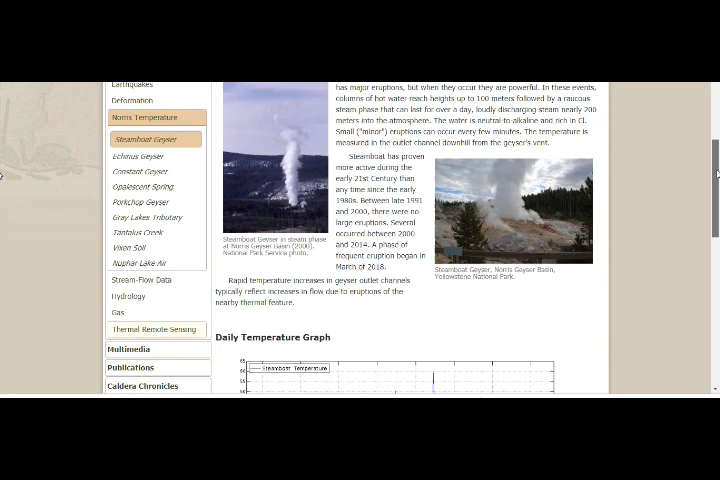 Earthquakes
Deformation
Norris Temperature
Steamboat Geyser
Echinus Geyser
Constant Geyser
Opalescent Spring
Porkchop Geyser
Gray Lakes Tributary
Tantalus Creek
Vixen Soil
Nuphar Lake Air
Stream-Flow Data
Hydrology
Gas
Thermal Remote Sensing
Multimedia
Publications
Caldera Chronicles
has major eruptions, but when they occur they are powerful. In these events,
columns of hot water reach heights up to 100 meters followed by a raucous
steam-phase that can last for over a day, loudly discharging steam nearly 200
meters into the atmosphere. The water is neutral-to-alkaline and rich in Cl.
Small ("minor") eruptions can occur every few minutes. The temperature is
measured in the outlet channel downhill from the geyser's vent.
Steamboat has proven
more active during the
early 21st Century than
any time since the early
1980s. Between late 1991
and 2000, there were no
large eruptions. Several
occurred between 2000
and 2014. A phase of
frequent eruption began in
March of 2018.
Steamboat Geyser in steam phase
at Norris Geyser Basin (2000).
National Park Service photo.
Steamboat Geyser, Norris Geyser Basin,
Yellowstone National Park.
Rapid temperature increases in geyser outlet channels
typically reflect increases in flow due to eruptions of the
nearby thermal feature.
Daily Temperature Graph
65
60
55
50
Steamboat Temperature